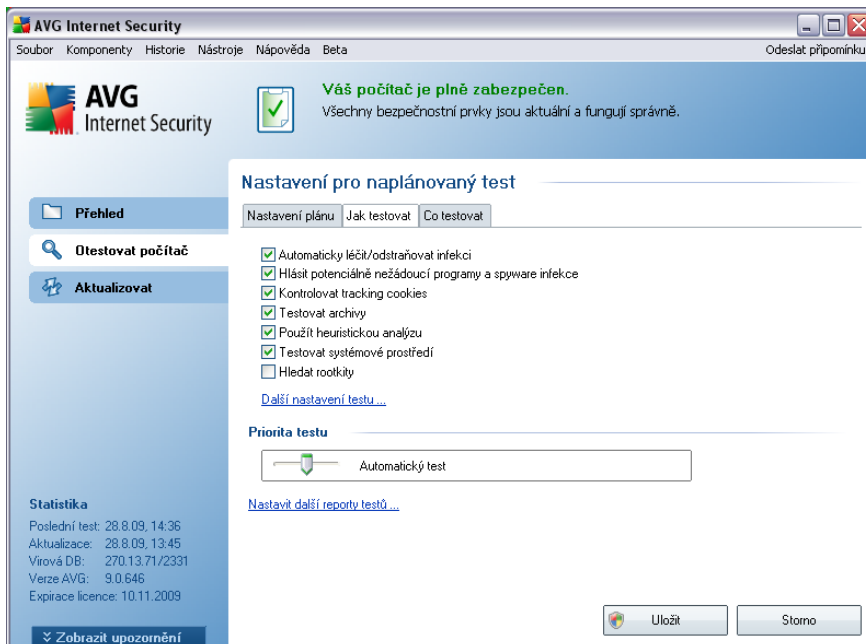 AVG Internet Security
Soubor Komponenty Historie Nástroje Nápověda Beta Odeslat připomínku
AVG
Internet Security
Váš počítač je plně zabezpečen.
Všechny bezpečnostní prvky jsou aktuální a fungují správně.
Přehled
Otestovat počítač
Aktualizovat
Nastavení pro naplánovaný test
Nastavení plánu Jak testovat Co testovat
Automaticky léčit/odstraňovat infekci
Hlásit potenciálně nežádoucí programy a spyware infekce
Kontrolovat tracking cookies
Testovat archivy
Použít heuristickou analýzu
Testovat systémové prostředí
Hledat rootkity
Další nastavení testu ...
Priorita testu
Automatický test
Nastavit další reporty testů ...
Statistika
Poslední test: 28.8.09, 14:36
Aktualizace: 28.8.09, 13:45
Virová DB: 270.13.71/2331
Verze AVG: 9.0.646
Expirace licence: 10.11.2009
Zobrazit upozornění
Uložit Storno